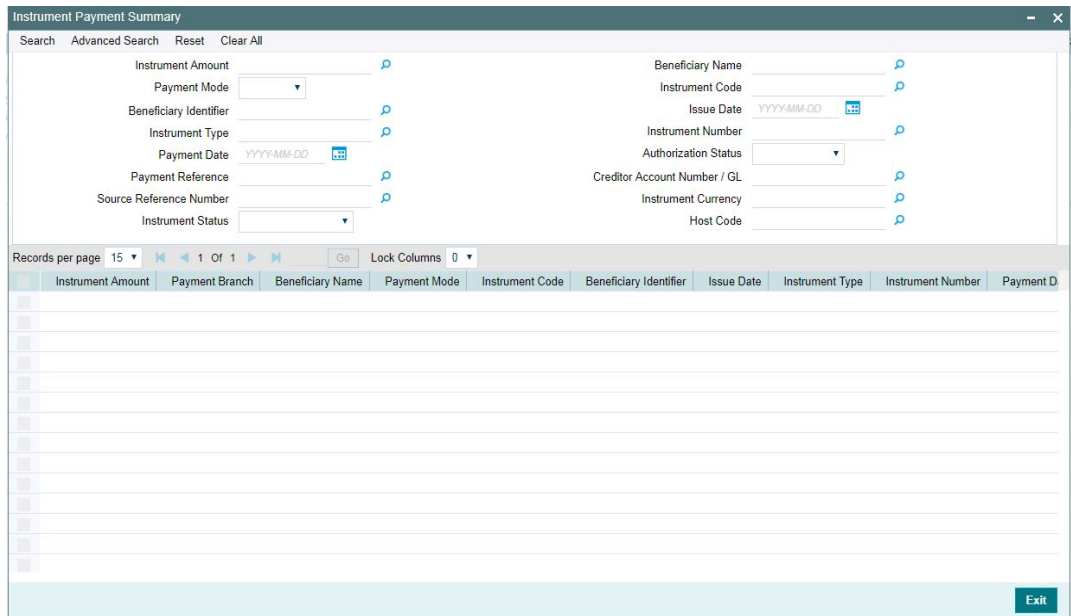 Instrument Payment Summary
Search Advanced Search Reset Clear All
Instrument Amount Beneficiary Name
Payment Mode Instrument Code
Beneficiary Identifier Issue Date YYYY-MM-DD
Instrument Type Instrument Number
Payment Date YYYY-MM-DD Authorization Status
Payment Reference Creditor Account Number / GL
Source Reference Number Instrument Currency
Instrument Status Host Code
Records per page 15 1 Of 1 Go Lock Columns 0
Instrument Amount Payment Branch Beneficiary Name Payment Mode Instrument Code Beneficiary Identifier Issue Date Instrument Type Instrument Number Payment D
Exit